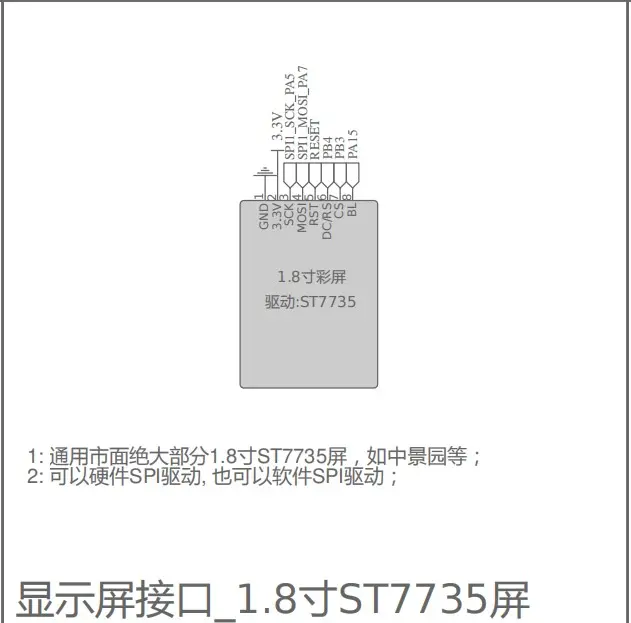 3.3V
SPI1_SCK_PA5
SPI1_MOSI_PA7
RESET
PB4
PB3
PA15
1
2
3
4
5
6
7
8
GND
3.3V
SCK
MOSI
RST
DC/RS
CS
BL
1.8寸彩屏
驱动:ST7735
1: 通用市面绝大部分1.8寸ST7735屏，如中景园等；
2: 可以硬件SPI驱动, 也可以软件SPI驱动；
显示屏接口_1.8寸ST7735屏